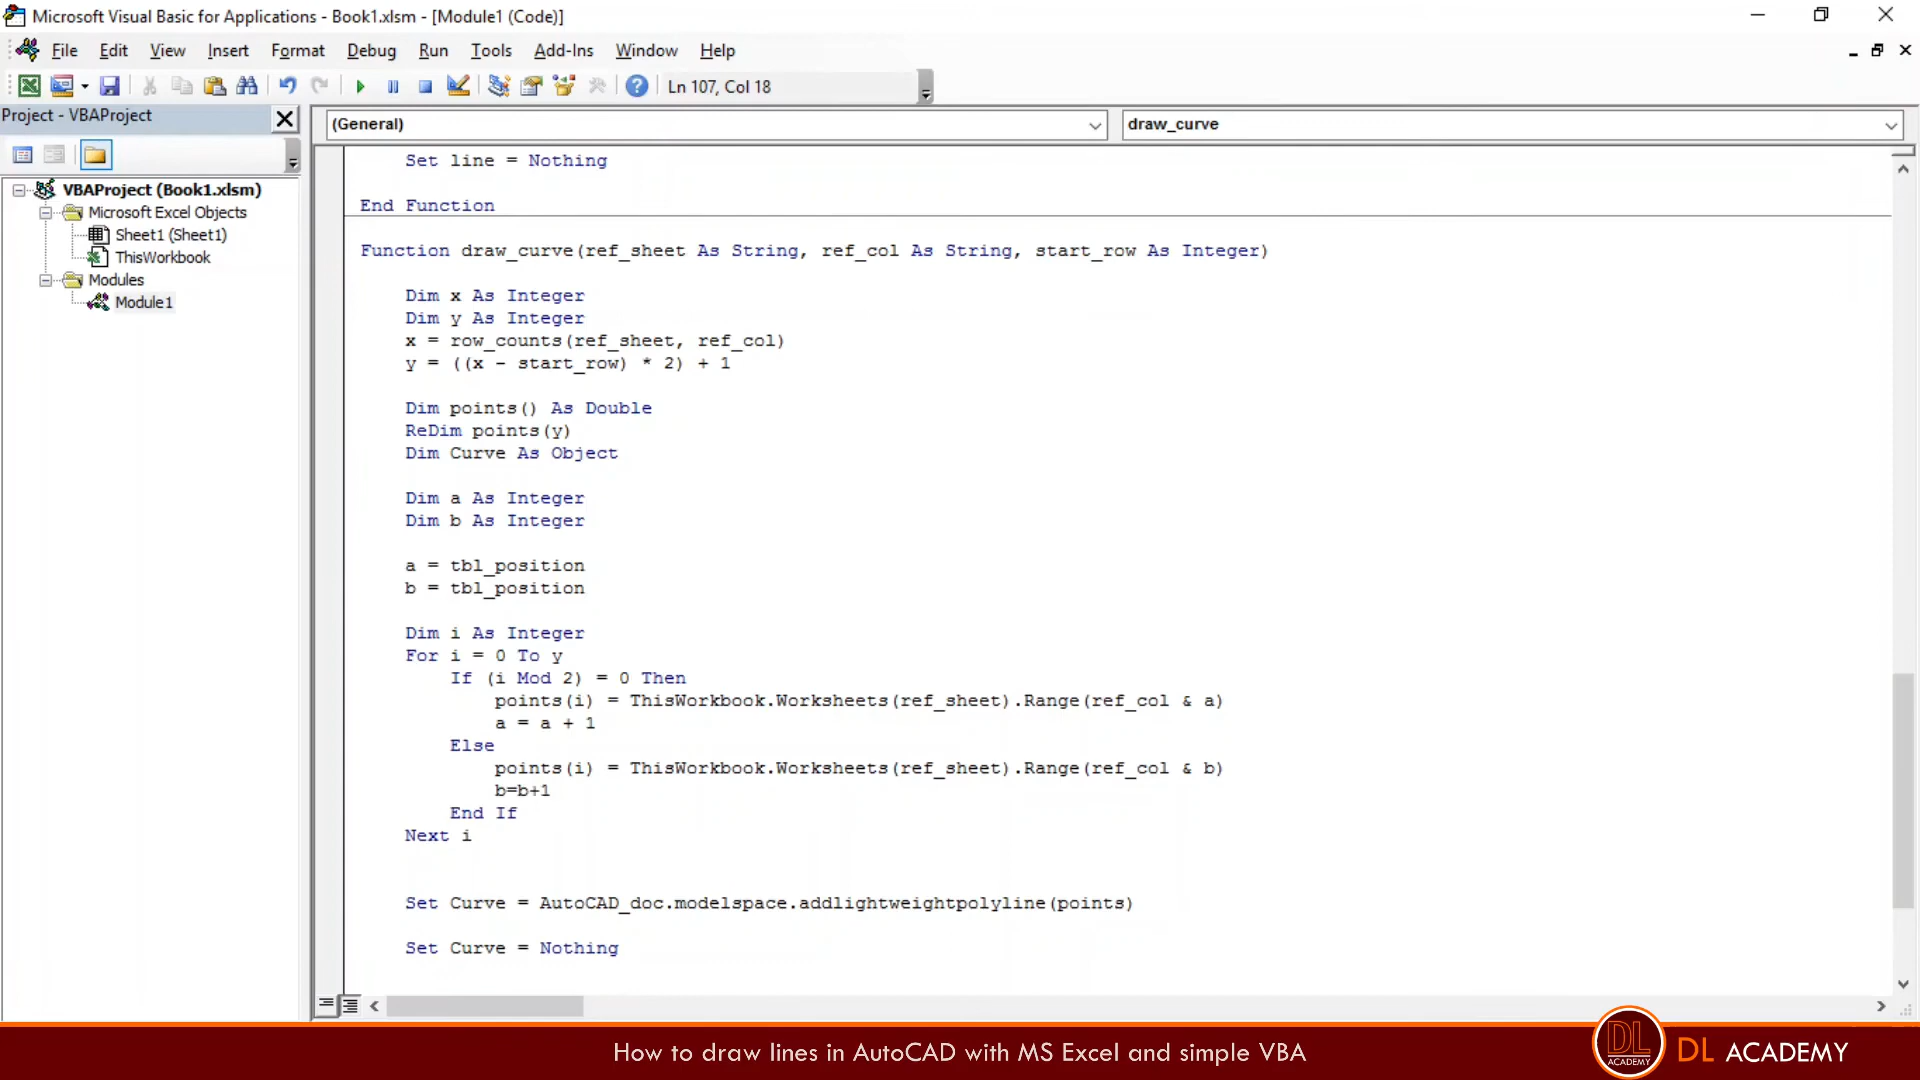 Microsoft Visual Basic for Applications - Book1.xlsm - [Module1 (Code)]
File Edit View Insert Format Debug Run Tools Add-Ins Window Help
Ln 107, Col 18
Project - VBAProject
(General)
draw_curve
VBAProject (Book1.xlsm)
Microsoft Excel Objects
Sheet1 (Sheet1)
ThisWorkbook
Modules
Module1
Set line = Nothing
End Function
Function draw_curve(ref_sheet As String, ref_col As String, start_row As Integer)
Dim x As Integer
Dim y As Integer
x = row_counts(ref_sheet, ref_col)
y = ((x - start_row) * 2) + 1
Dim points() As Double
ReDim points(y)
Dim Curve As Object
Dim a As Integer
Dim b As Integer
a = tbl_position
b = tbl_position
Dim i As Integer
For i = 0 To y
If (i Mod 2) = 0 Then
points(i) = ThisWorkbook.Worksheets(ref_sheet).Range(ref_col & a)
a = a + 1
Else
points(i) = ThisWorkbook.Worksheets(ref_sheet).Range(ref_col & b)
b=b+1
End If
Next i
Set Curve = AutoCAD_doc.modelspace.addlightweightpolyline(points)
Set Curve = Nothing
How to draw lines in AutoCAD with MS Excel and simple VBA
DL
ACADEMY
DL ACADEMY